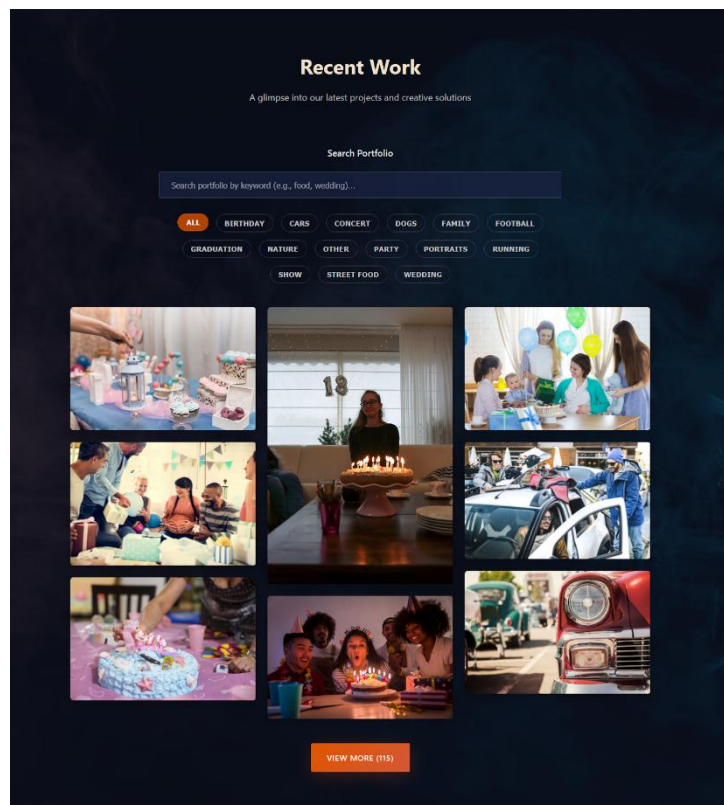 Recent Work
A glimpse into our latest projects and creative solutions
Search Portfolio
Search portfolio by keyword (e.g., food, wedding)...
ALL BIRTHDAY CARS CONCERT DOGS FAMILY FOOTBALL
GRADUATION NATURE OTHER PARTY PORTRAITS RUNNING
SHOW STREET FOOD WEDDING
18
VIEW MORE (115)